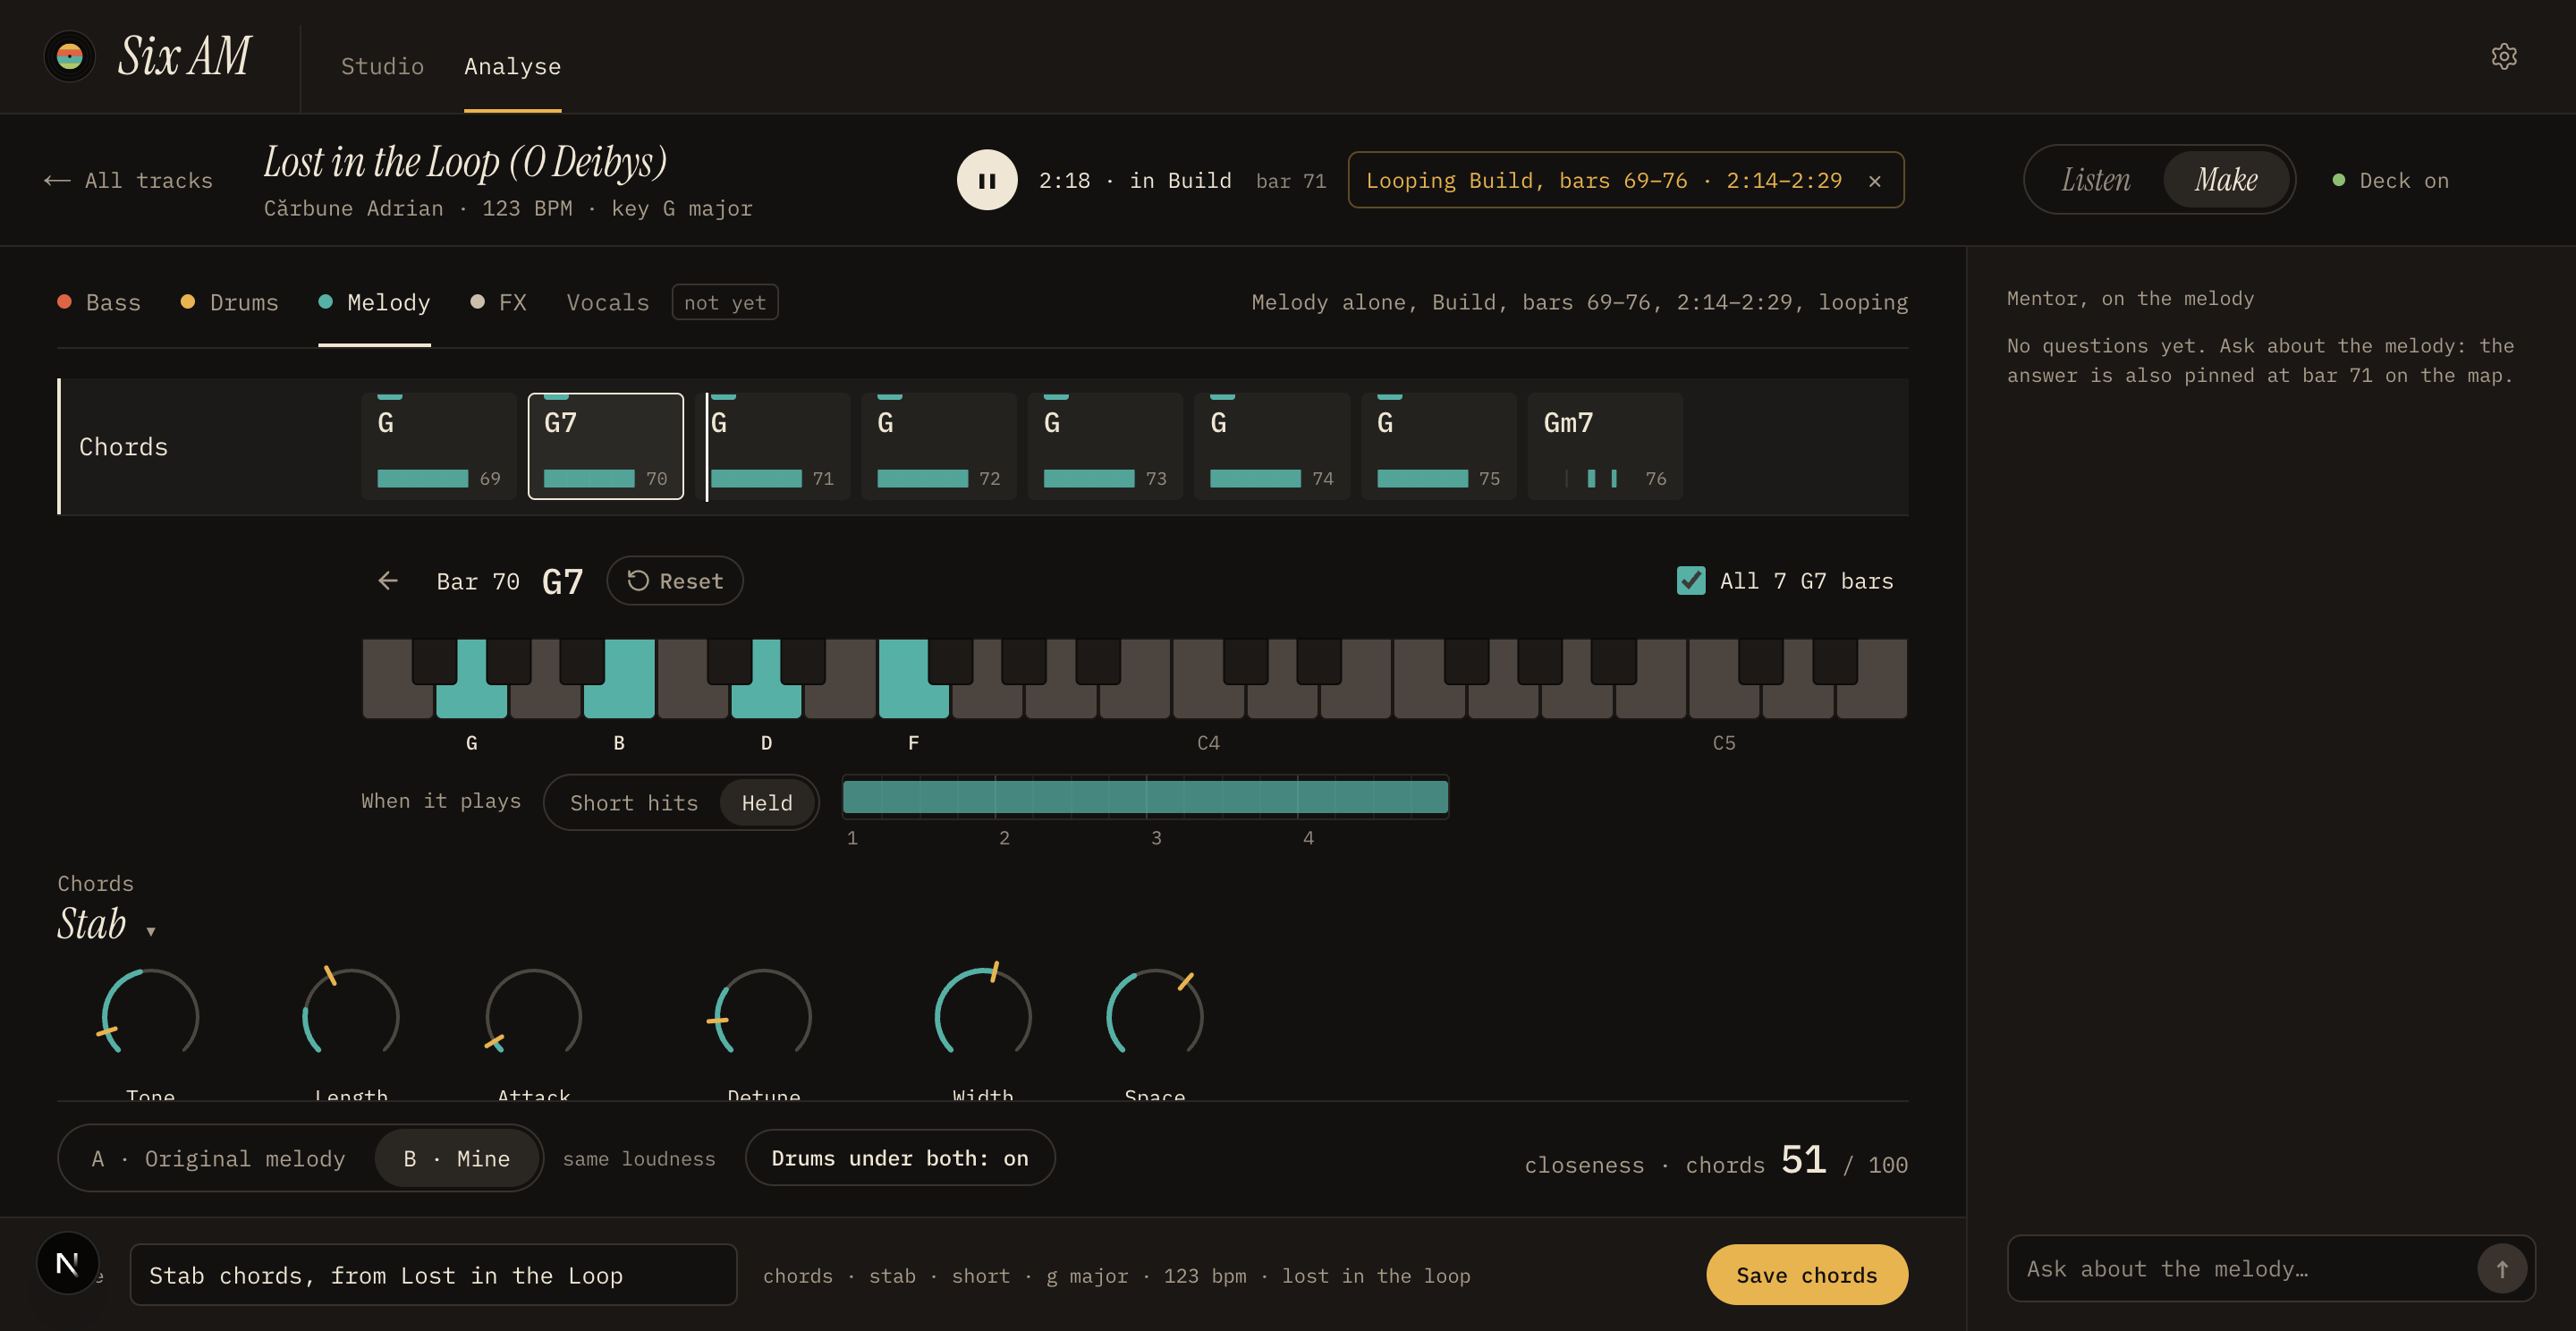 Six AM
Studio
Analyse
← All tracks
Lost in the Loop (O Deibys)
Cărbune Adrian · 123 BPM · key G major
2:18 · in Build
bar 71
Looping Build, bars 69–76 · 2:14–2:29 ×
Listen
Make
Deck on
Bass
Drums
Melody
FX
Vocals
not yet
Melody alone, Build, bars 69–76, 2:14–2:29, looping
Chords
G
69
G7
70
G
71
G
72
G
73
G
74
G
75
Gm7
76
← Bar 70 G7
Reset
All 7 G7 bars
G
B
D
F
C4
C5
When it plays
Short hits
Held
1
2
3
4
Chords
Stab ▾
Tone
Length
Attack
Detune
Width
Space
A · Original melody
B · Mine
same loudness
Drums under both: on
closeness · chords 51 / 100
N
Stab chords, from Lost in the Loop
chords · stab · short · g major · 123 bpm · lost in the loop
Save chords
Mentor, on the melody
No questions yet. Ask about the melody: the
answer is also pinned at bar 71 on the map.
Ask about the melody…
↑